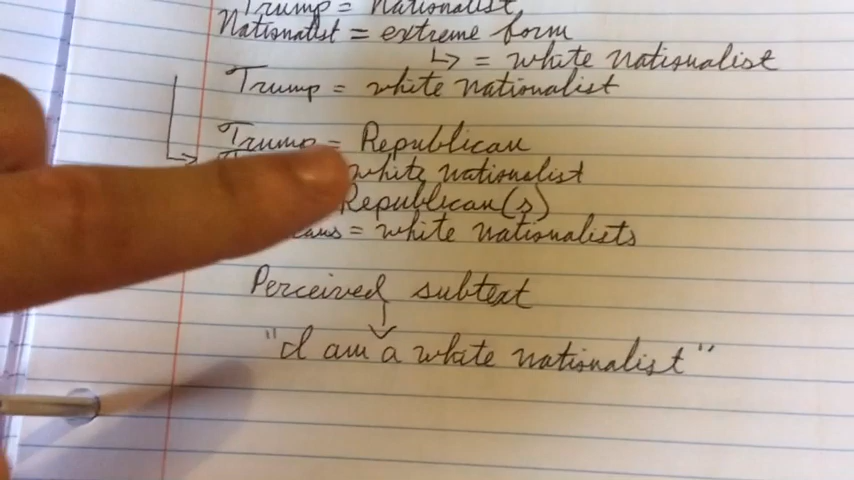 Trump = Nationalist
Nationalist = extreme form
↳ = white nationalist
Trump = white nationalist
Trump = Republican
white nationalist
Republican(s)
= white nationalists
Perceived subtext
"I am a white nationalist"